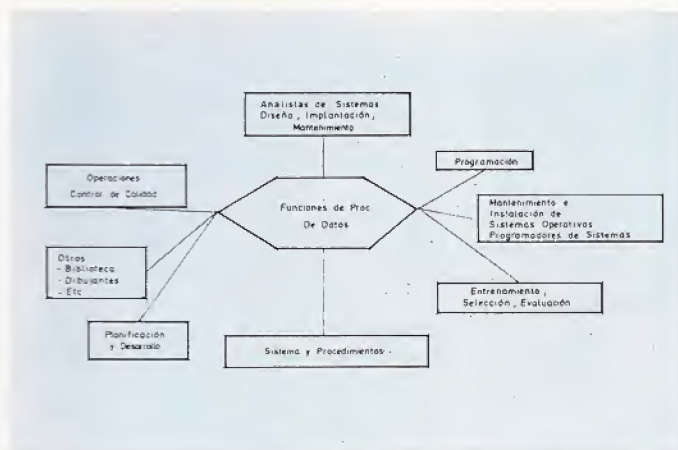 Analistas de Sistemas
Diseño, Implantación,
Mantenimiento
Operaciones
Control de Calidad
Programación
Funciones de Proc
De Datos
Mantenimiento e
Instalación de
Sistemas Operativos
Programadores de Sistemas
Otros
- Biblioteca
- Dibujantes
- Etc
Entrenamiento,
Selección, Evaluación
Planificación
y Desarrollo
Sistema y Procedimientos